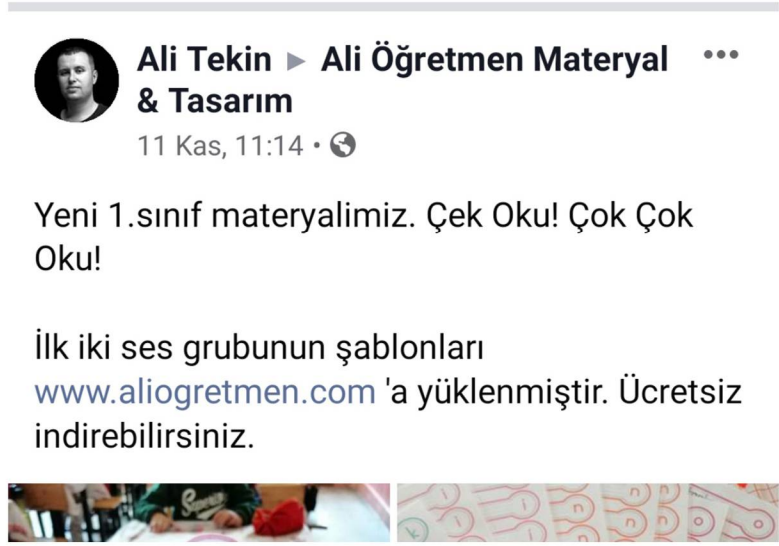 Ali Tekin ▸ Ali Öğretmen Materyal
& Tasarım
11 Kas, 11:14 •
Yeni 1.sınıf materyalimiz. Çek Oku! Çok Çok
Oku!
İlk iki ses grubunun şablonları
www.aliogretmen.com 'a yüklenmiştir. Ücretsiz
indirebilirsiniz.